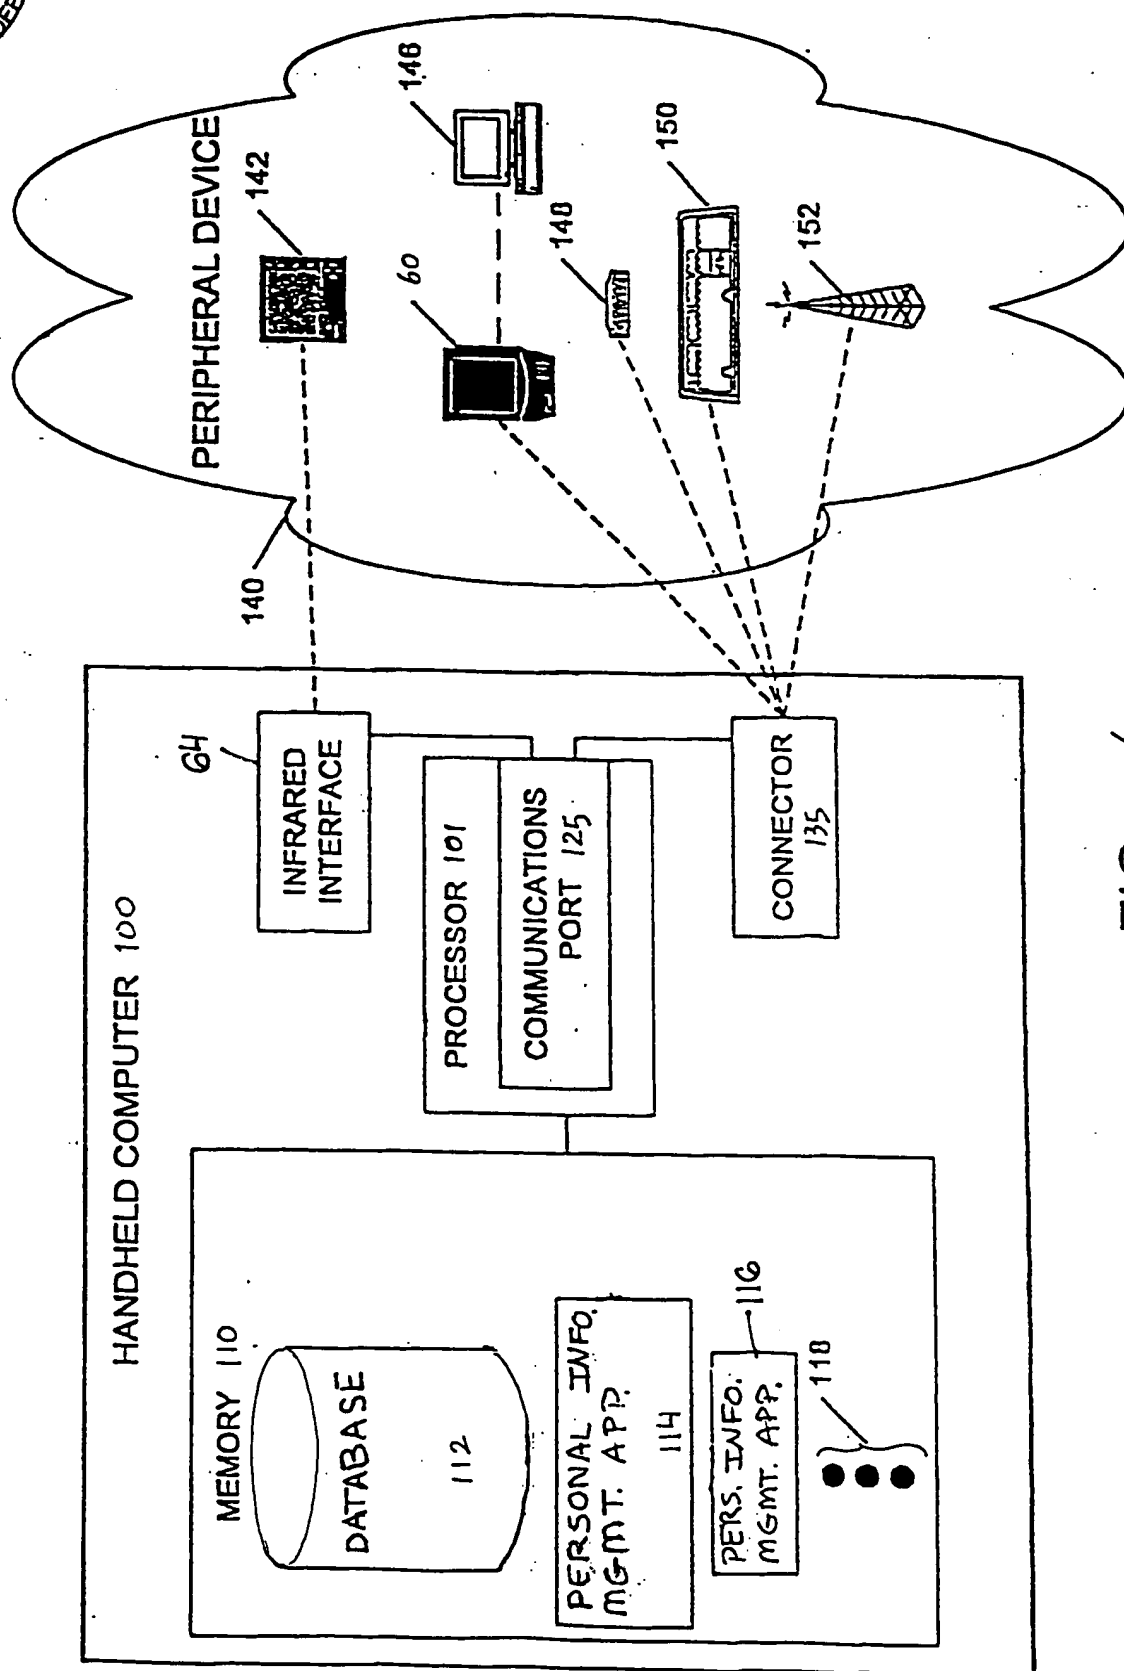 HANDHELD COMPUTER 100
MEMORY 110
DATABASE
112
PERSONAL INFO.
MGMT. APP.
114
PERS. INFO.
MGMT. APP.
116
118
PROCESSOR 101
COMMUNICATIONS
PORT 125
64
INFRARED
INTERFACE
CONNECTOR
135
140
PERIPHERAL DEVICE
142
60
146
148
150
152